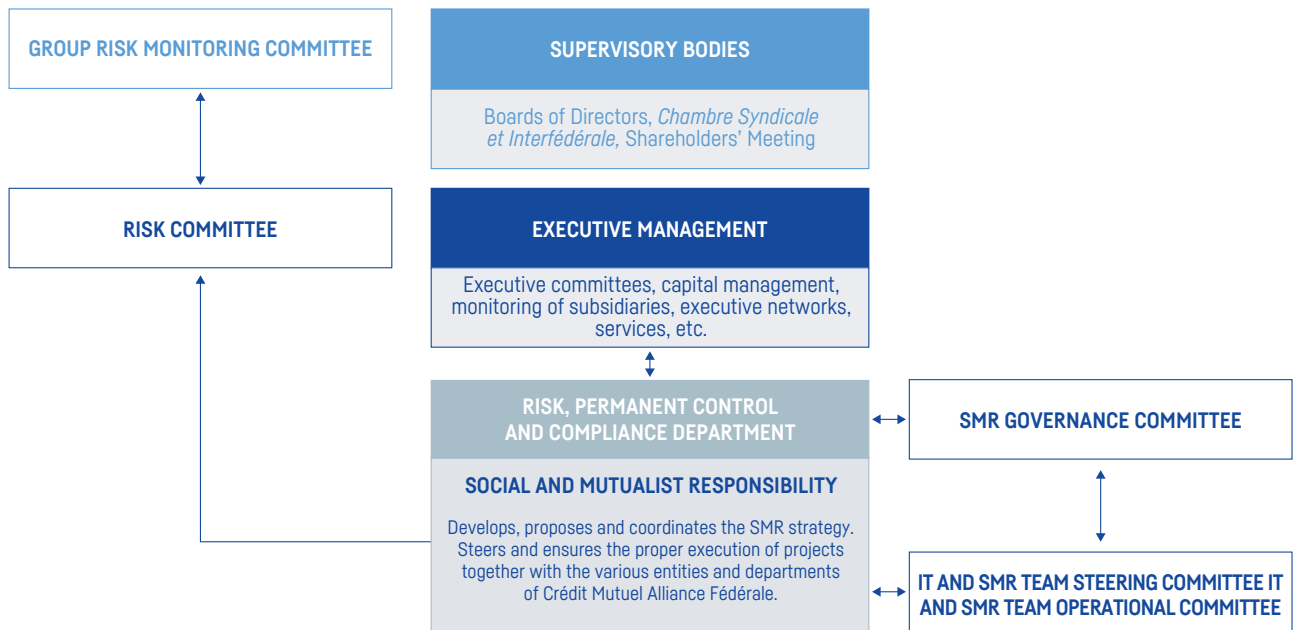 GROUP RISK MONITORING COMMITTEE
SUPERVISORY BODIES
Boards of Directors, Chambre Syndicale
et Interfédérale, Shareholders' Meeting
RISK COMMITTEE
EXECUTIVE MANAGEMENT
Executive committees, capital management,
monitoring of subsidiaries, executive networks,
services, etc.
RISK, PERMANENT CONTROL
AND COMPLIANCE DEPARTMENT
SMR GOVERNANCE COMMITTEE
SOCIAL AND MUTUALIST RESPONSIBILITY
Develops, proposes and coordinates the SMR strategy.
Steers and ensures the proper execution of projects
together with the various entities and departments
of Crédit Mutuel Alliance Fédérale.
IT AND SMR TEAM STEERING COMMITTEE IT
AND SMR TEAM OPERATIONAL COMMITTEE